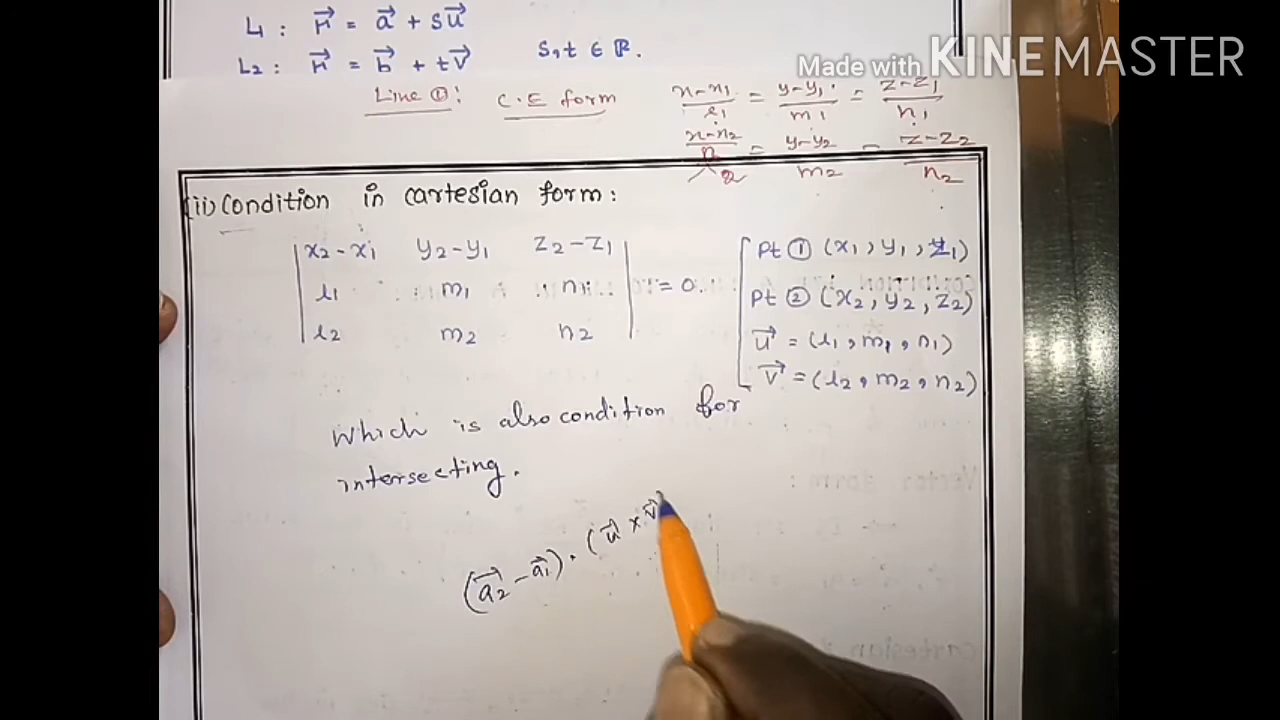 L1 : r⃗ = a⃗ + su⃗
Made with KINEMASTER
L2 : r⃗ = b⃗ + tv⃗ s,t ∈ ℝ.
Line ①: C.E form x-x1/l1 = y-y1/m1 = z-z1/n1
x-x2/l2 = y-y2/m2 = z-z2/n2
(ii) Condition in cartesian form:
| x2-x1 y2-y1 z2-z1 |
| l1 m1 n1 | = 0.
| l2 m2 n2 |
[ Pt ① (x1, y1, z1)
Pt ② (x2, y2, z2)
u⃗ = (l1, m1, n1)
v⃗ = (l2, m2, n2)
Which is also condition for
intersecting.
(a⃗2 - a⃗1) · (u⃗ × v⃗